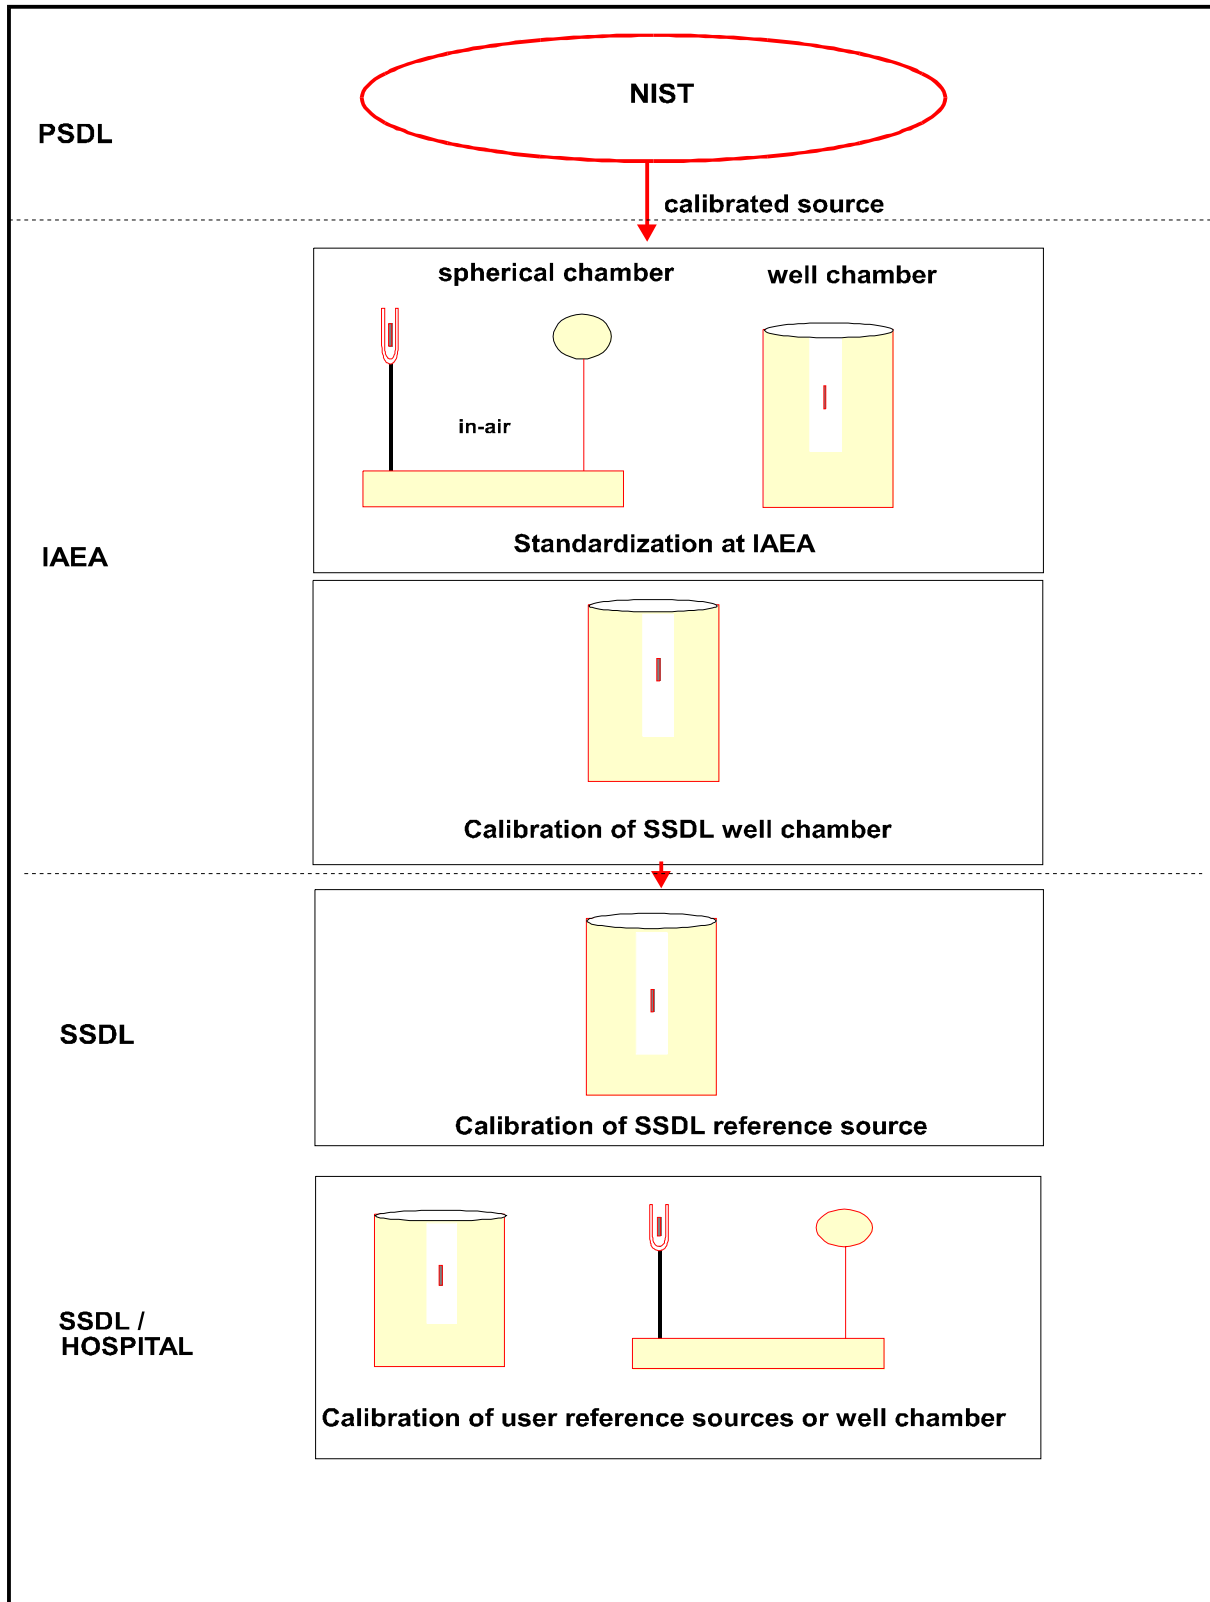 NIST
PSDL
calibrated source
spherical chamber
well chamber
in-air
Standardization at IAEA
IAEA
Calibration of SSDL well chamber
SSDL
Calibration of SSDL reference source
SSDL /
HOSPITAL
Calibration of user reference sources or well chamber